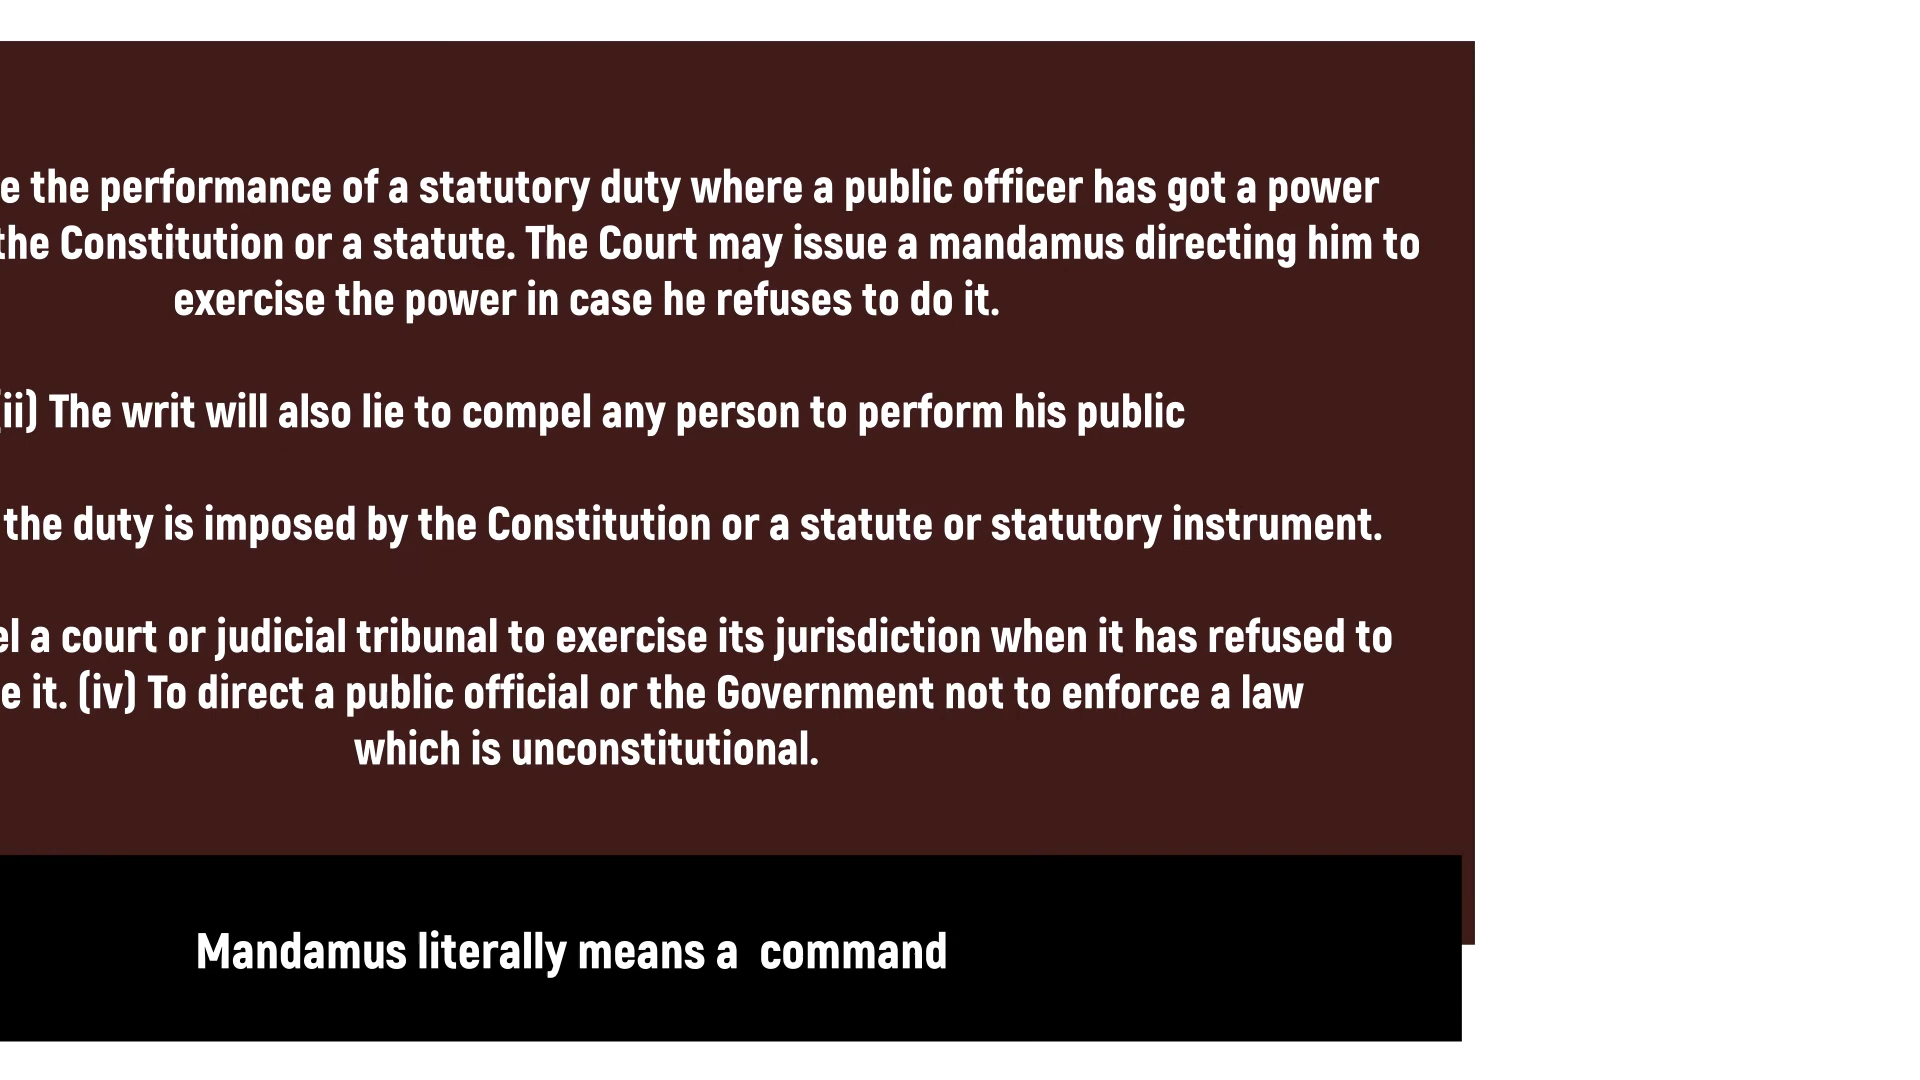 the performance of a statutory duty where a public officer has got a power
the Constitution or a statute. The Court may issue a mandamus directing him to
exercise the power in case he refuses to do it.
ii) The writ will also lie to compel any person to perform his public
the duty is imposed by the Constitution or a statute or statutory instrument.
a court or judicial tribunal to exercise its jurisdiction when it has refused to
it. (iv) To direct a public official or the Government not to enforce a law
which is unconstitutional.
Mandamus literally means a command